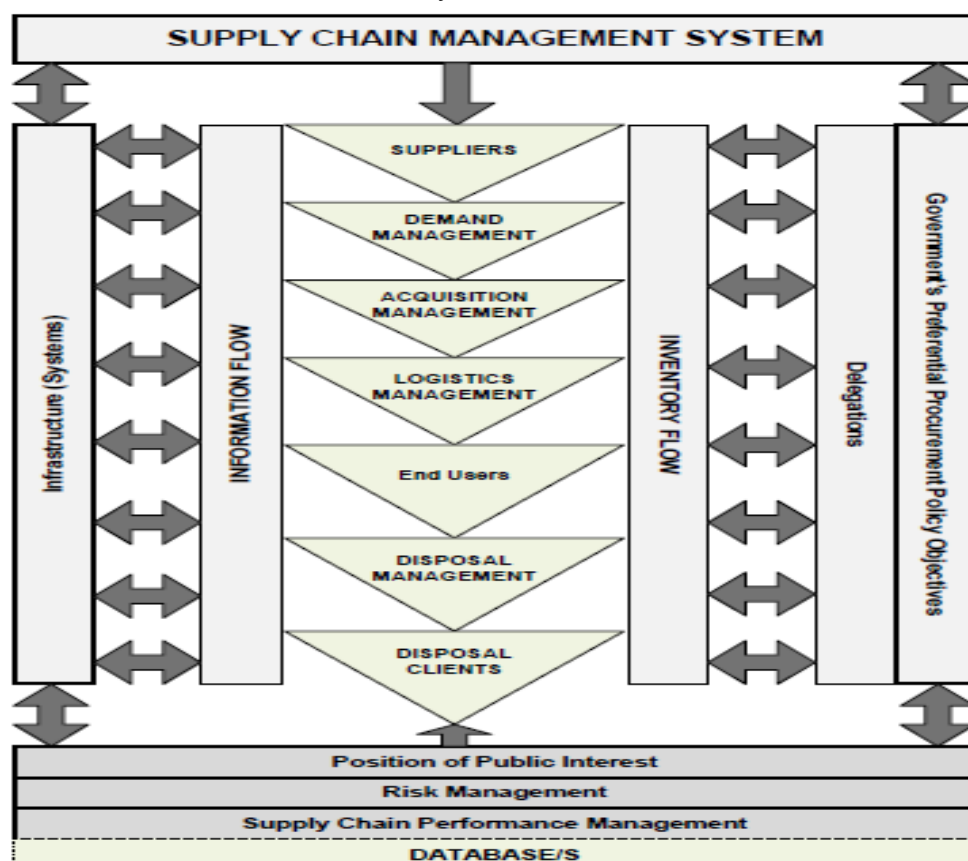 SUPPLY CHAIN MANAGEMENT SYSTEM
Infrastructure (Systems)
INFORMATION FLOW
SUPPLIERS
DEMAND
MANAGEMENT
ACQUISITION
MANAGEMENT
LOGISTICS
MANAGEMENT
End Users
DISPOSAL
MANAGEMENT
DISPOSAL
CLIENTS
INVENTORY FLOW
Delegations
Government's Preferential Procurement Policy Objectives
Position of Public Interest
Risk Management
Supply Chain Performance Management
DATABASE/S